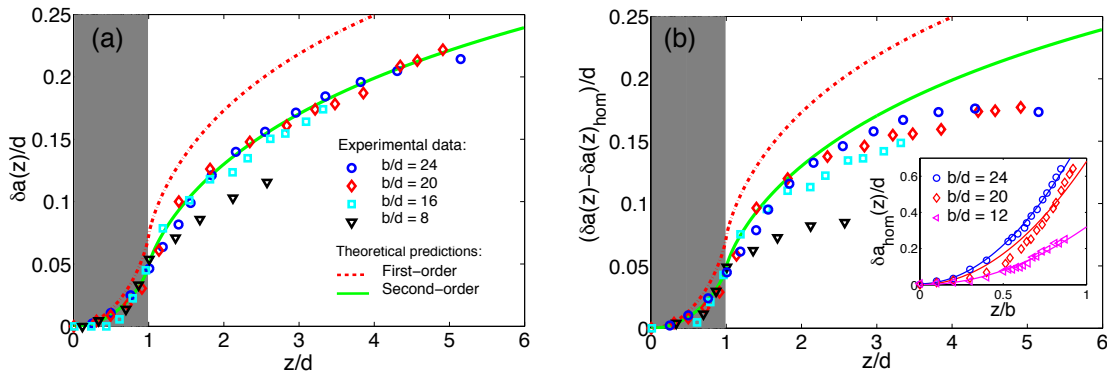 (a)
δa(z)/d
0.25
0.2
0.15
0.1
0.05
0
0 1 2 3 4 5 6
z/d
Experimental data:
b/d = 24
b/d = 20
b/d = 16
b/d = 8
Theoretical predictions:
First−order
Second−order
(b)
(δa(z)−δa(z)hom)/d
0.25
0.2
0.15
0.1
0.05
0
0 1 2 3 4 5 6
z/d
δahom(z)/d
0.6
0.4
0.2
0
0 0.5 1
z/b
b/d = 24
b/d = 20
b/d = 12